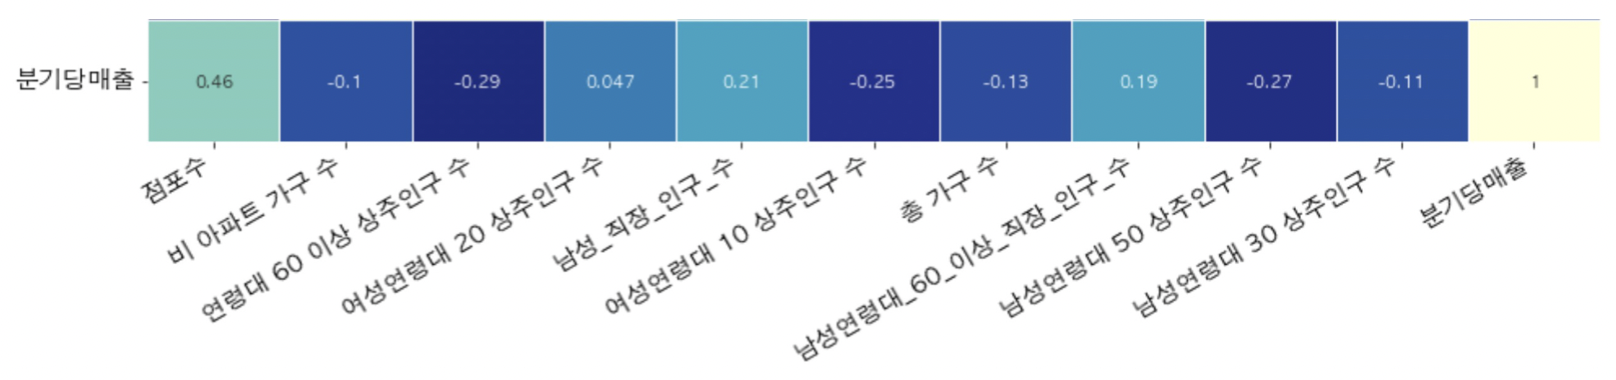 분기당매출
0.46
-0.1
-0.29
0.047
0.21
-0.25
-0.13
0.19
-0.27
-0.11
1
점포수
비 아파트 가구 수
연령대 60 이상 상주인구 수
여성연령대 20 상주인구 수
남성_직장_인구_수
여성연령대 10 상주인구 수
총 가구 수
남성연령대_60_이상_직장_인구_수
남성연령대 50 상주인구 수
남성연령대 30 상주인구 수
분기당매출